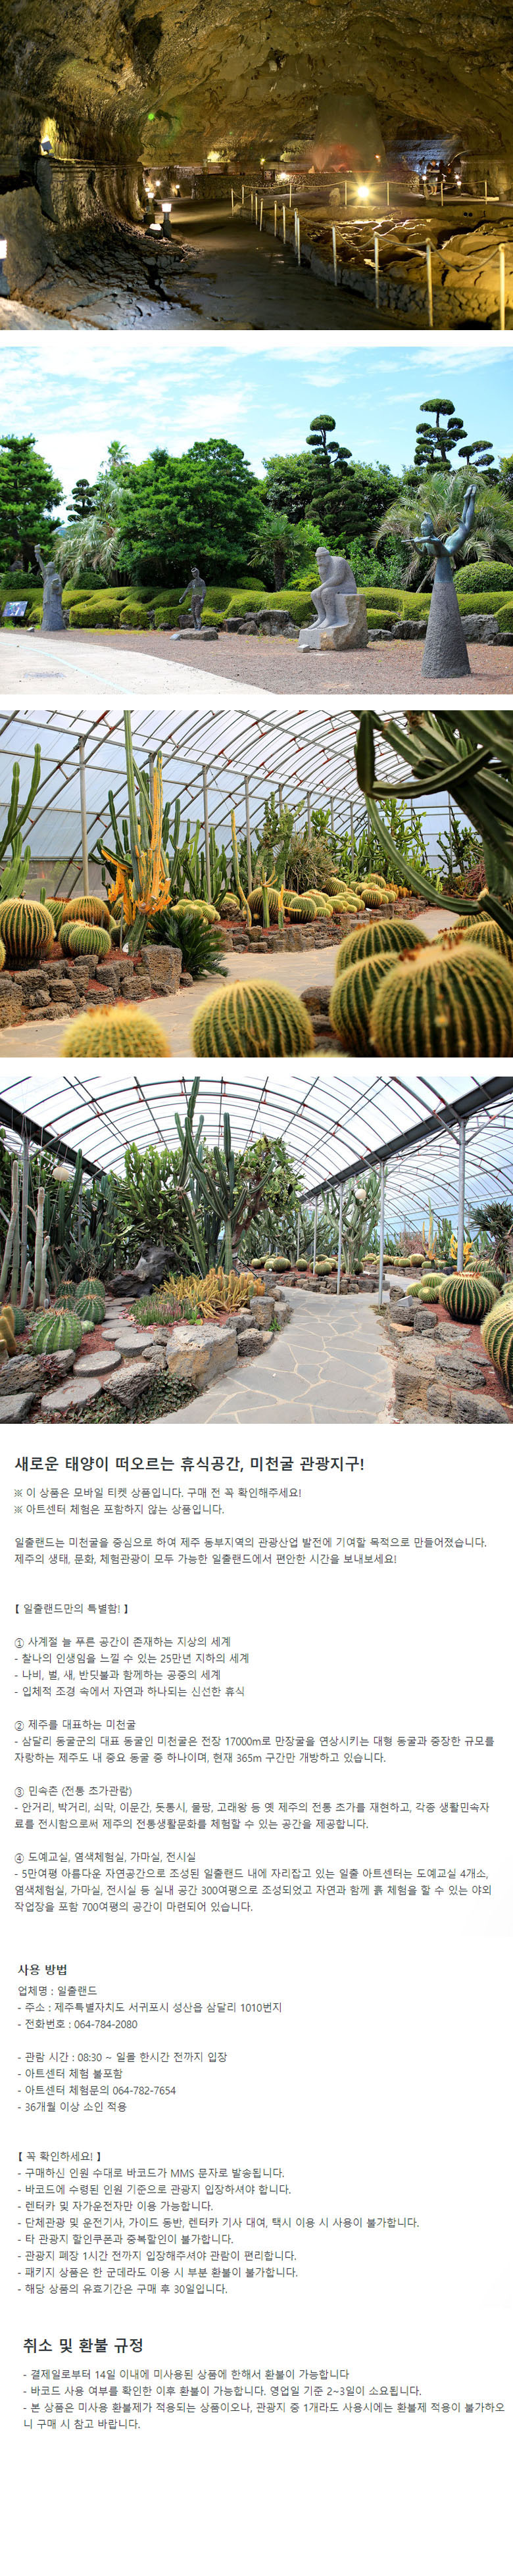 새로운 태양이 떠오르는 휴식공간, 미천굴 관광지구!
※ 이 상품은 모바일 티켓 상품입니다. 구매 전 꼭 확인해주세요!
※ 아트센터 체험은 포함하지 않는 상품입니다.
일출랜드는 미천굴을 중심으로 하여 제주 동부지역의 관광산업 발전에 기여할 목적으로 만들어졌습니다.
제주의 생태, 문화, 체험관광이 모두 가능한 일출랜드에서 편안한 시간을 보내보세요!
【 일출랜드만의 특별함! 】
① 사계절 늘 푸른 공간이 존재하는 지상의 세계
- 찰나의 인생임을 느낄 수 있는 25만년 지하의 세계
- 나비, 벌, 새, 반딧불과 함께하는 공중의 세계
- 입체적 조경 속에서 자연과 하나되는 신선한 휴식
② 제주를 대표하는 미천굴
- 삼달리 동굴군의 대표 동굴인 미천굴은 전장 17000m로 만장굴을 연상시키는 대형 동굴과 중장한 규모를
자랑하는 제주도 내 중요 동굴 중 하나이며, 현재 365m 구간만 개방하고 있습니다.
③ 민속촌 (전통 초가관람)
- 안거리, 밖거리, 쇠막, 이문간, 돗통시, 물팡, 고래왕 등 옛 제주의 전통 초가를 재현하고, 각종 생활민속자
료를 전시함으로써 제주의 전통생활문화를 체험할 수 있는 공간을 제공합니다.
④ 도예교실, 염색체험실, 가마실, 전시실
- 5만여평 아름다운 자연공간으로 조성된 일출랜드 내에 자리잡고 있는 일출 아트센터는 도예교실 4개소,
염색체험실, 가마실, 전시실 등 실내 공간 300여평으로 조성되었고 자연과 함께 흙 체험을 할 수 있는 야외
작업장을 포함 700여평의 공간이 마련되어 있습니다.
사용 방법
업체명 : 일출랜드
- 주소 : 제주특별자치도 서귀포시 성산읍 삼달리 1010번지
- 전화번호 : 064-784-2080
- 관람 시간 : 08:30 ~ 일몰 한시간 전까지 입장
- 아트센터 체험 불포함
- 아트센터 체험문의 064-782-7654
- 36개월 이상 소인 적용
【 꼭 확인하세요! 】
- 구매하신 인원 수대로 바코드가 MMS 문자로 발송됩니다.
- 바코드에 수령된 인원 기준으로 관광지 입장하셔야 합니다.
- 렌터카 및 자가운전자만 이용 가능합니다.
- 단체관광 및 운전기사, 가이드 동반, 렌터카 기사 대여, 택시 이용 시 사용이 불가합니다.
- 타 관광지 할인쿠폰과 중복할인이 불가합니다.
- 관광지 폐장 1시간 전까지 입장해주셔야 관람이 편리합니다.
- 패키지 상품은 한 군데라도 이용 시 부분 환불이 불가합니다.
- 해당 상품의 유효기간은 구매 후 30일입니다.
취소 및 환불 규정
- 결제일로부터 14일 이내에 미사용된 상품에 한해서 환불이 가능합니다
- 바코드 사용 여부를 확인한 이후 환불이 가능합니다. 영업일 기준 2~3일이 소요됩니다.
- 본 상품은 미사용 환불제가 적용되는 상품이오나, 관광지 중 1개라도 사용시에는 환불제 적용이 불가하오
니 구매 시 참고 바랍니다.